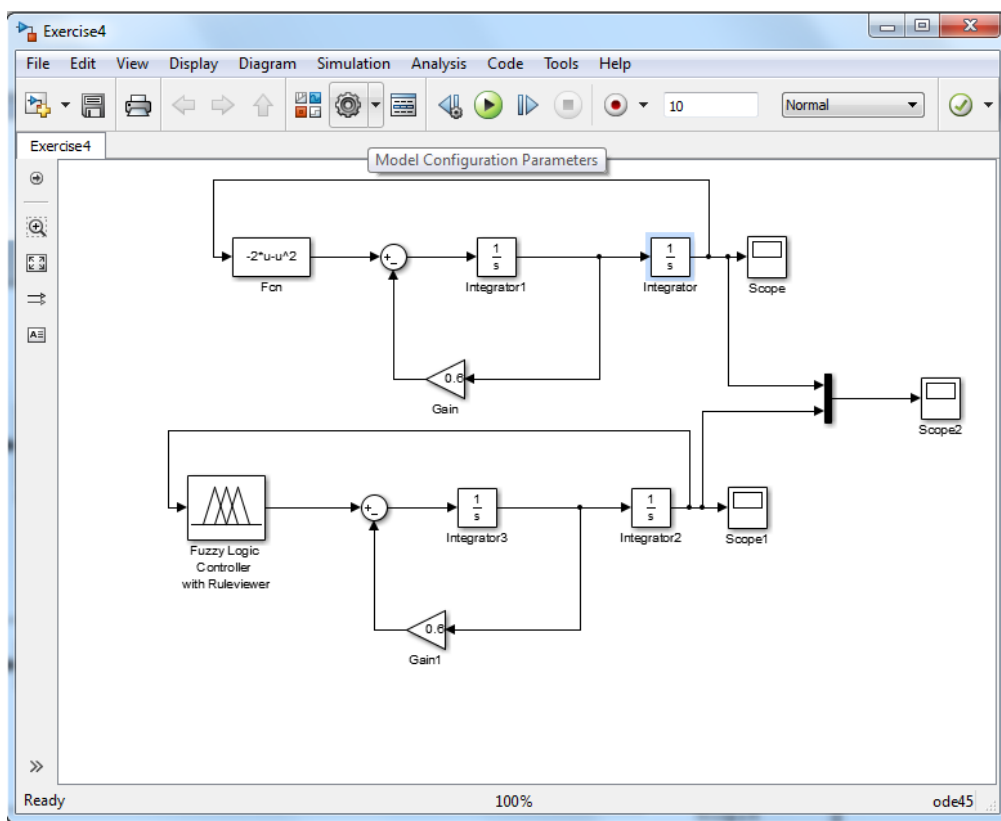 Exercise4
File Edit View Display Diagram Simulation Analysis Code Tools Help
10 Normal
Exercise4
Model Configuration Parameters
-2*u-u^2
Fcn
+
_
1
s
Integrator1
1
s
Integrator
Scope
0.6
Gain
Scope2
Fuzzy Logic
Controller
with Ruleviewer
+
_
1
s
Integrator3
1
s
Integrator2
Scope1
0.6
Gain1
Ready 100% ode45